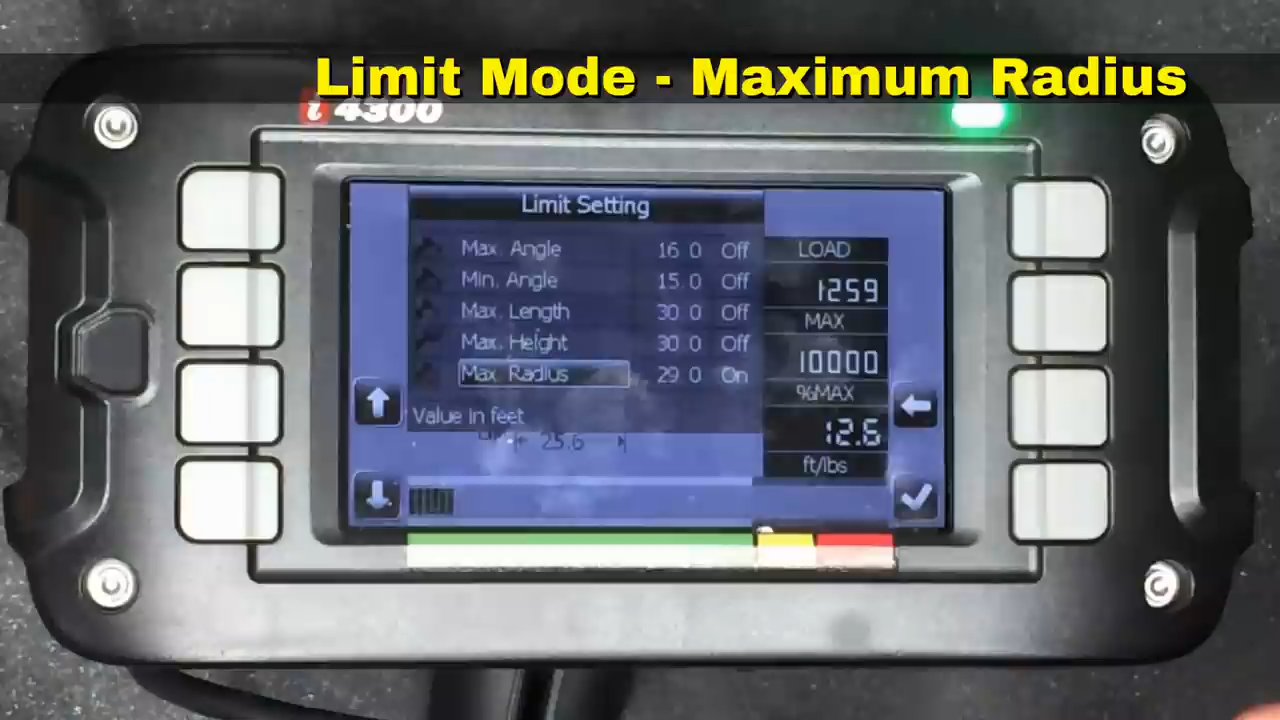 Limit Mode - Maximum Radius
i4300
Limit Setting
Max. Angle 16.0 Off
Min. Angle 15.0 Off
Max. Length 30.0 Off
Max. Height 30.0 Off
Max. Radius 29.0 On
Value in feet
25.6
LOAD
1259
MAX
10000
%MAX
12.6
ft/lbs